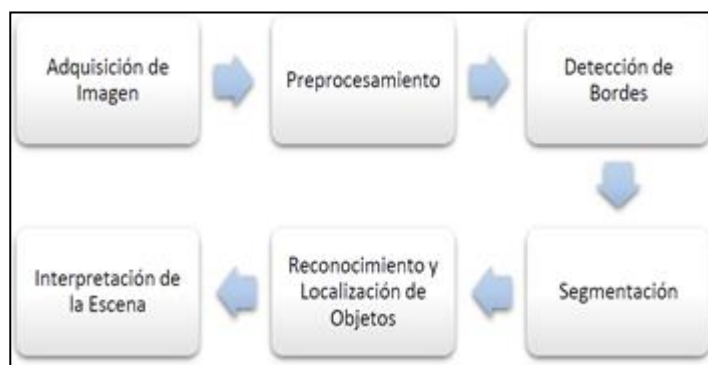 Adquisición de
Imagen
Preprocesamiento
Detección de
Bordes
Segmentación
Reconocimiento y
Localización de
Objetos
Interpretación de
la Escena